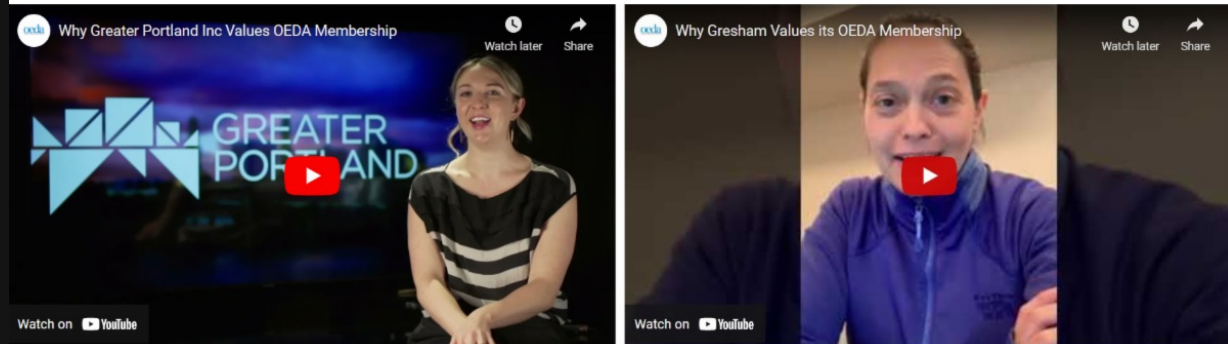 oeda
Why Greater Portland Inc Values OEDA Membership
Watch later
Share
GREATER
PORTLAND
Watch on YouTube
oeda
Why Gresham Values its OEDA Membership
Watch later
Share
Watch on YouTube